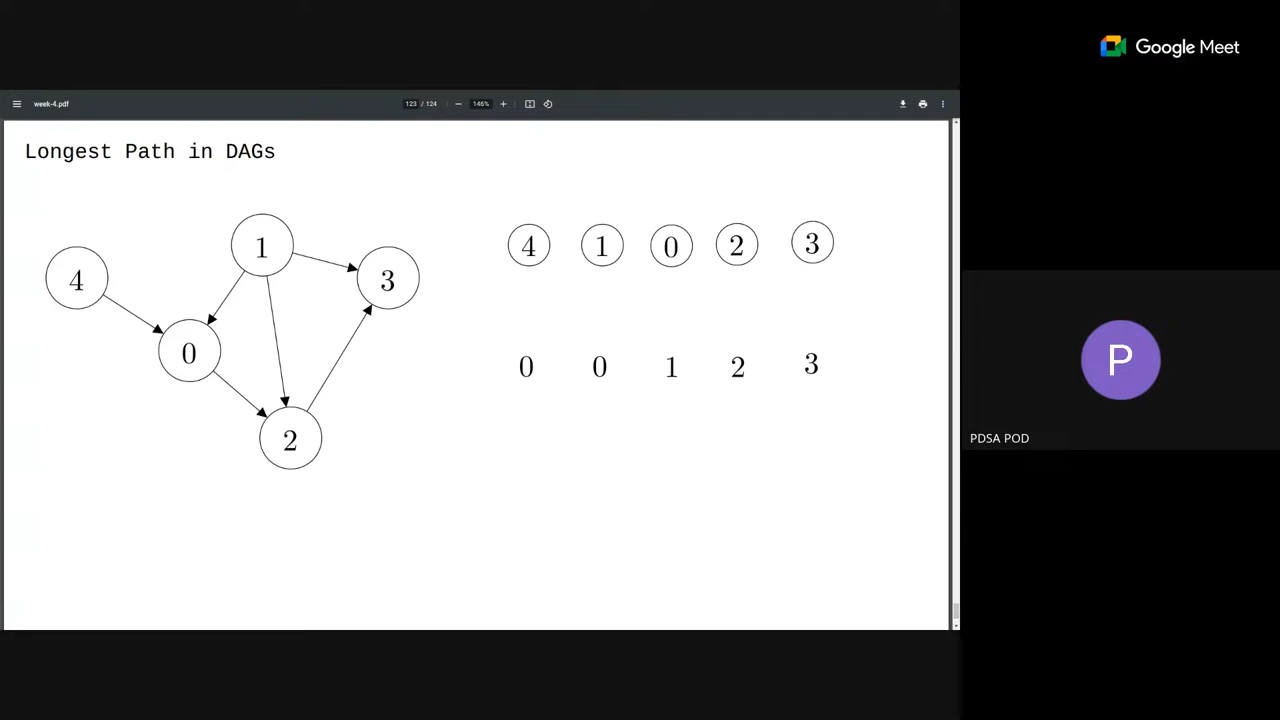 Google Meet
week-4.pdf
123 / 124
146%
Longest Path in DAGs
1
4
3
0
2
4 1 0 2 3
0 0 1 2 3
P
PDSA POD